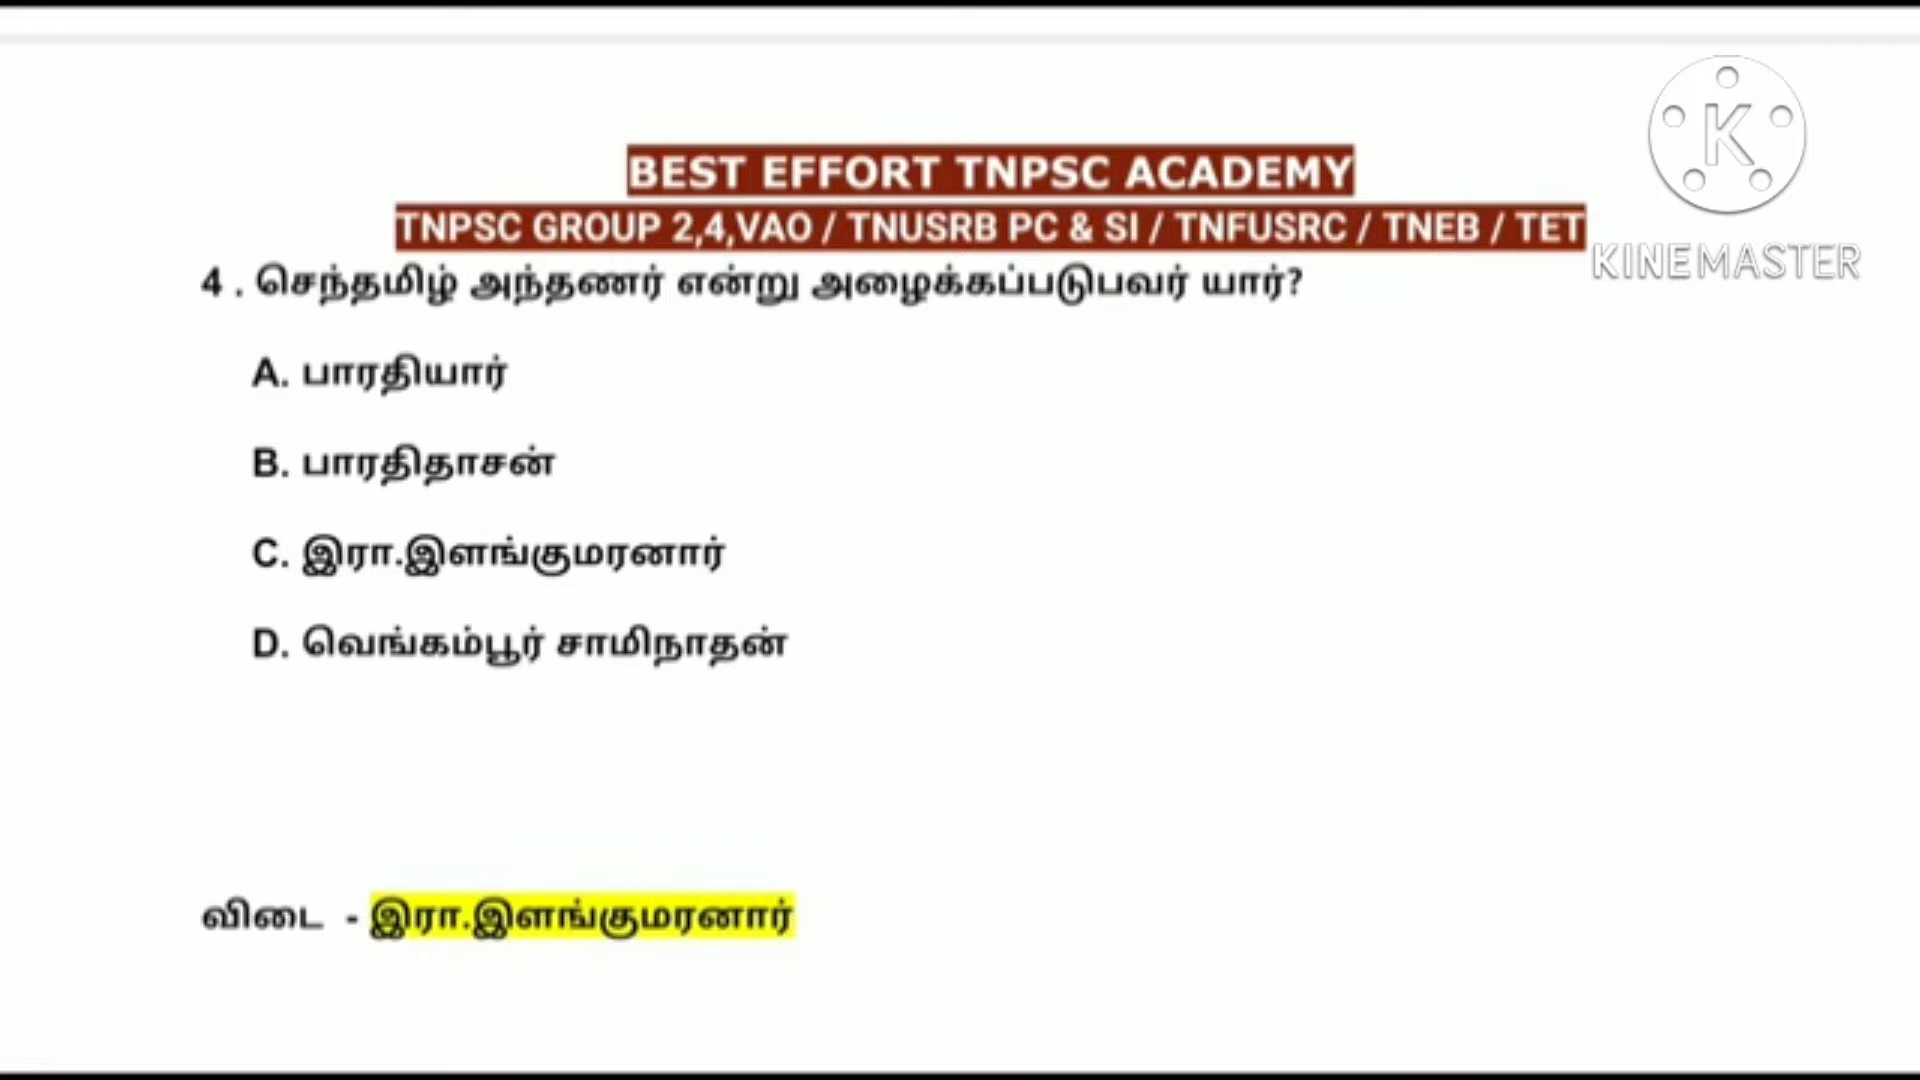 BEST EFFORT TNPSC ACADEMY
TNPSC GROUP 2,4,VAO / TNUSRB PC & SI / TNFUSRC / TNEB / TET
KINEMASTER
4 . செந்தமிழ் அந்தணர் என்று அழைக்கப்படுபவர் யார்?
A. பாரதியார்
B. பாரதிதாசன்
C. இரா.இளங்குமரனார்
D. வெங்கம்பூர் சாமிநாதன்
விடை - இரா.இளங்குமரனார்